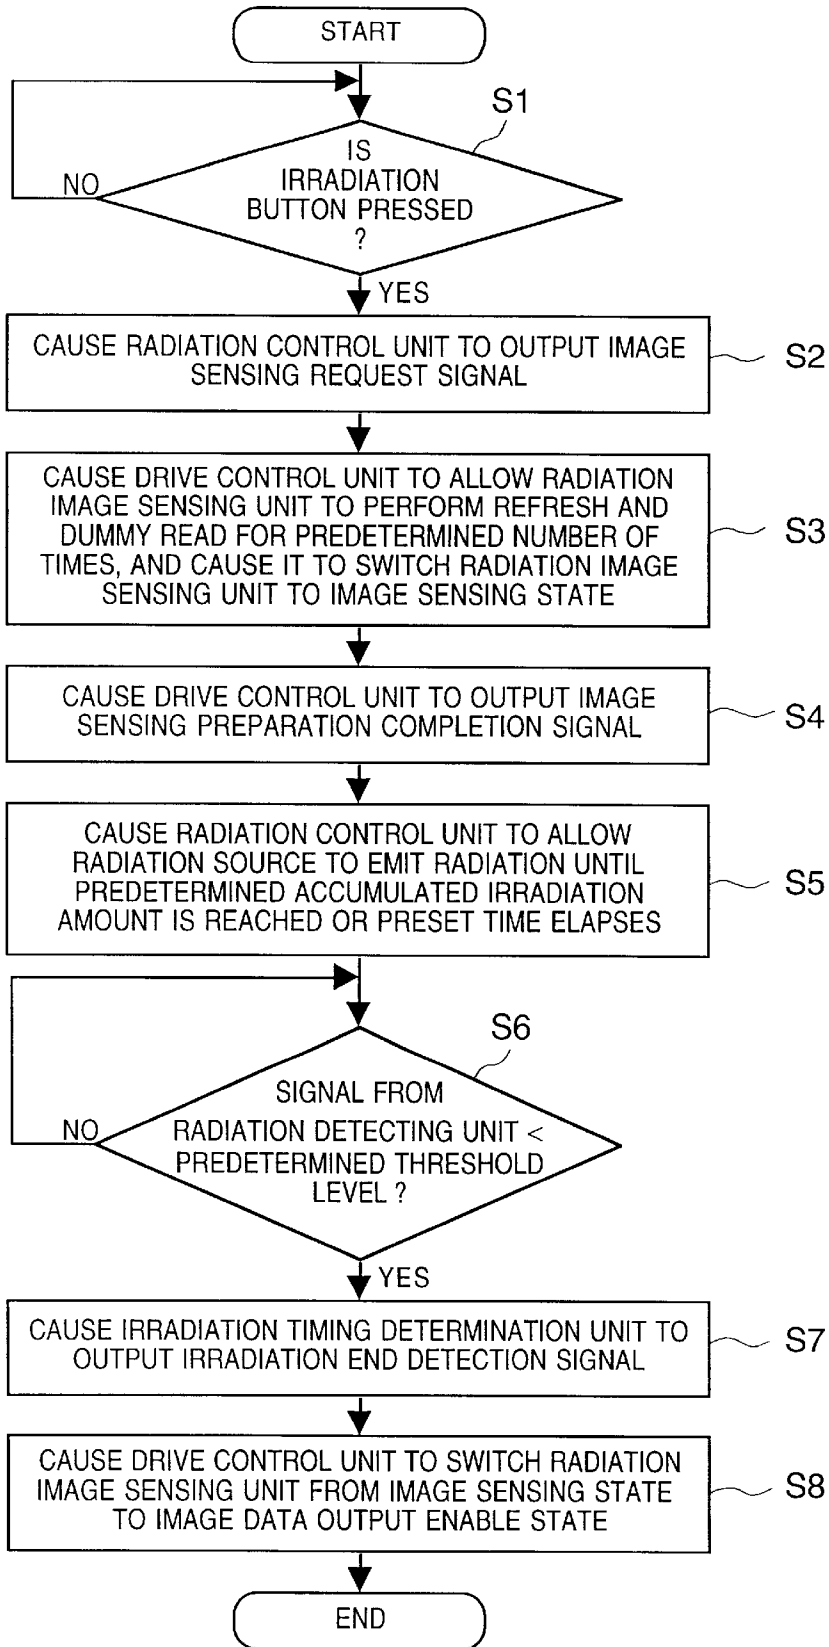 START
S1
IS
IRRADIATION
BUTTON PRESSED
?
NO
YES
CAUSE RADIATION CONTROL UNIT TO OUTPUT IMAGE
SENSING REQUEST SIGNAL
S2
CAUSE DRIVE CONTROL UNIT TO ALLOW RADIATION
IMAGE SENSING UNIT TO PERFORM REFRESH AND
DUMMY READ FOR PREDETERMINED NUMBER OF
TIMES, AND CAUSE IT TO SWITCH RADIATION IMAGE
SENSING UNIT TO IMAGE SENSING STATE
S3
CAUSE DRIVE CONTROL UNIT TO OUTPUT IMAGE
SENSING PREPARATION COMPLETION SIGNAL
S4
CAUSE RADIATION CONTROL UNIT TO ALLOW
RADIATION SOURCE TO EMIT RADIATION UNTIL
PREDETERMINED ACCUMULATED IRRADIATION
AMOUNT IS REACHED OR PRESET TIME ELAPSES
S5
S6
SIGNAL FROM
RADIATION DETECTING UNIT <
PREDETERMINED THRESHOLD
LEVEL ?
NO
YES
CAUSE IRRADIATION TIMING DETERMINATION UNIT TO
OUTPUT IRRADIATION END DETECTION SIGNAL
S7
CAUSE DRIVE CONTROL UNIT TO SWITCH RADIATION
IMAGE SENSING UNIT FROM IMAGE SENSING STATE
TO IMAGE DATA OUTPUT ENABLE STATE
S8
END